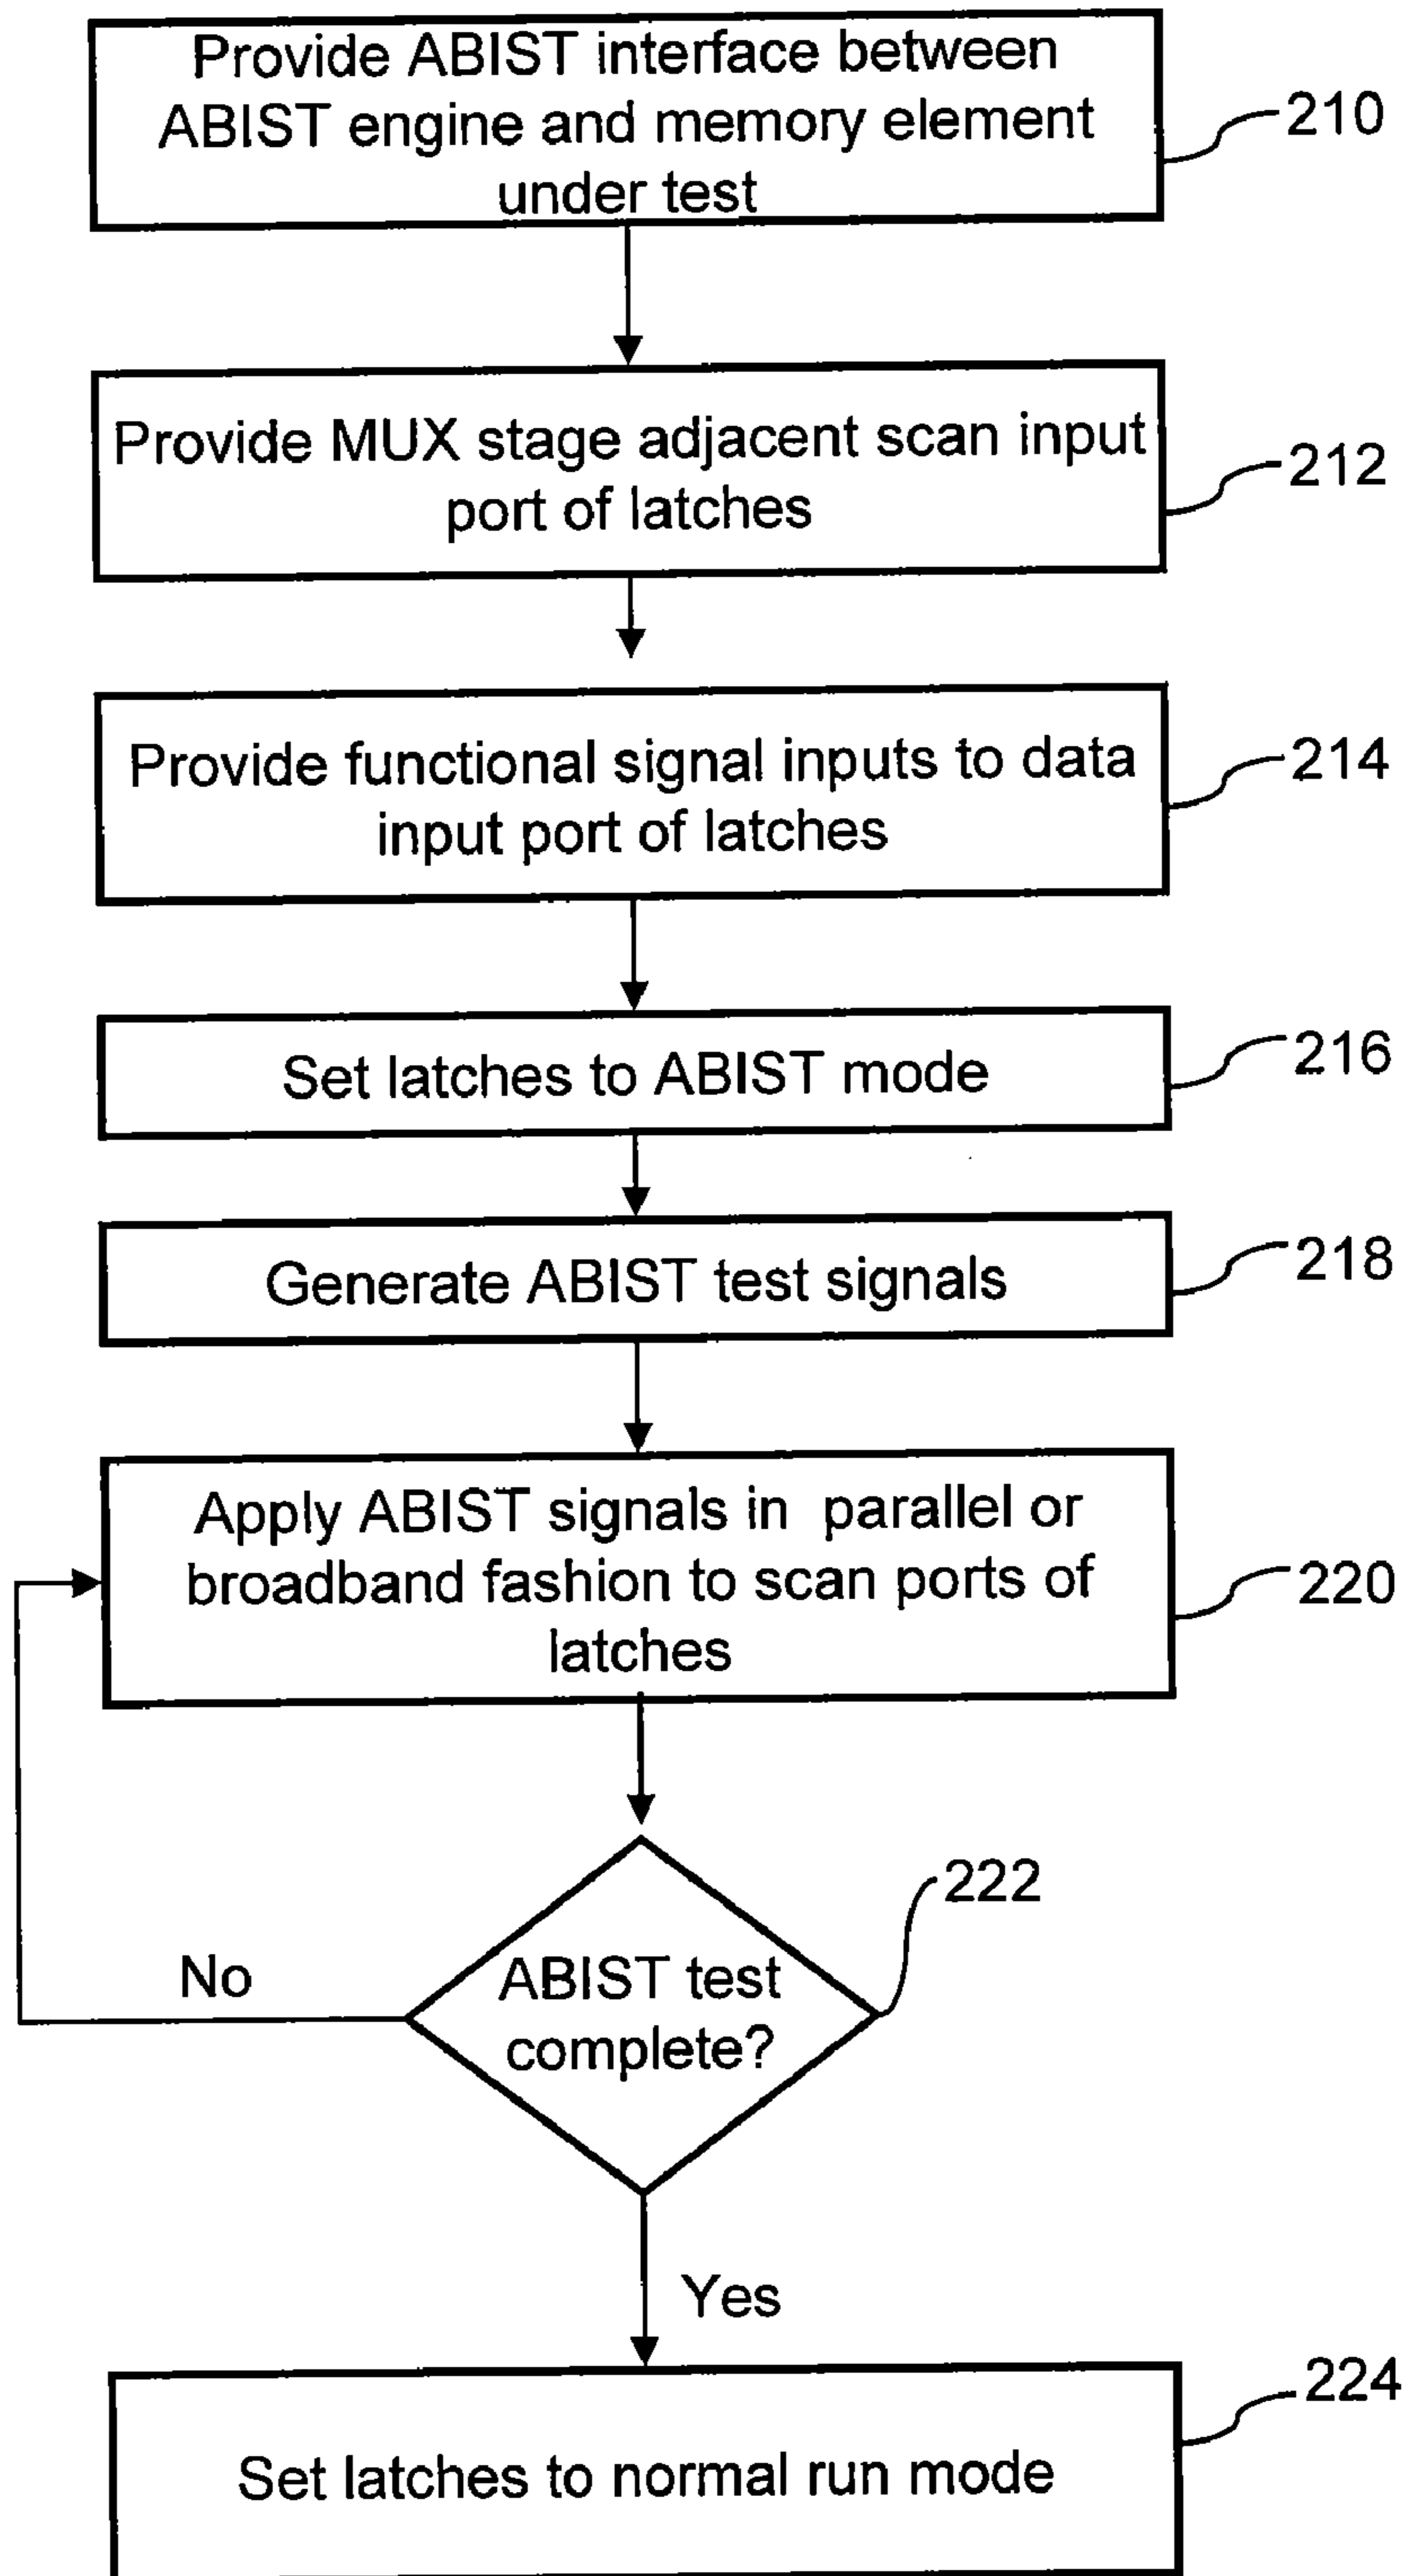 Provide ABIST interface between
ABIST engine and memory element
under test
210
Provide MUX stage adjacent scan input
port of latches
212
Provide functional signal inputs to data
input port of latches
214
Set latches to ABIST mode
216
Generate ABIST test signals
218
Apply ABIST signals in parallel or
broadband fashion to scan ports of
latches
220
222
ABIST test
complete?
No
Yes
224
Set latches to normal run mode